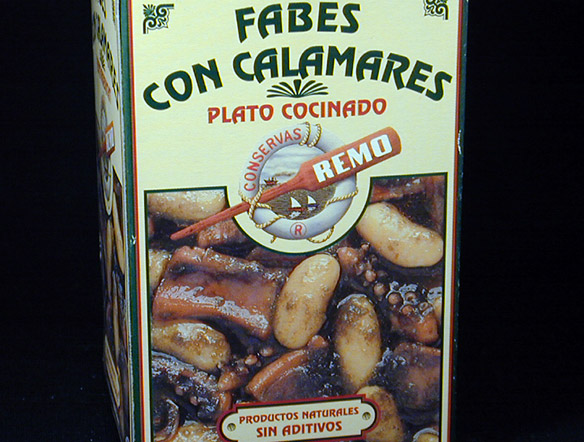 FABES
CON CALAMARES
PLATO COCINADO
CONSERVAS
REMO
®
PRODUCTOS NATURALES
SIN ADITIVOS